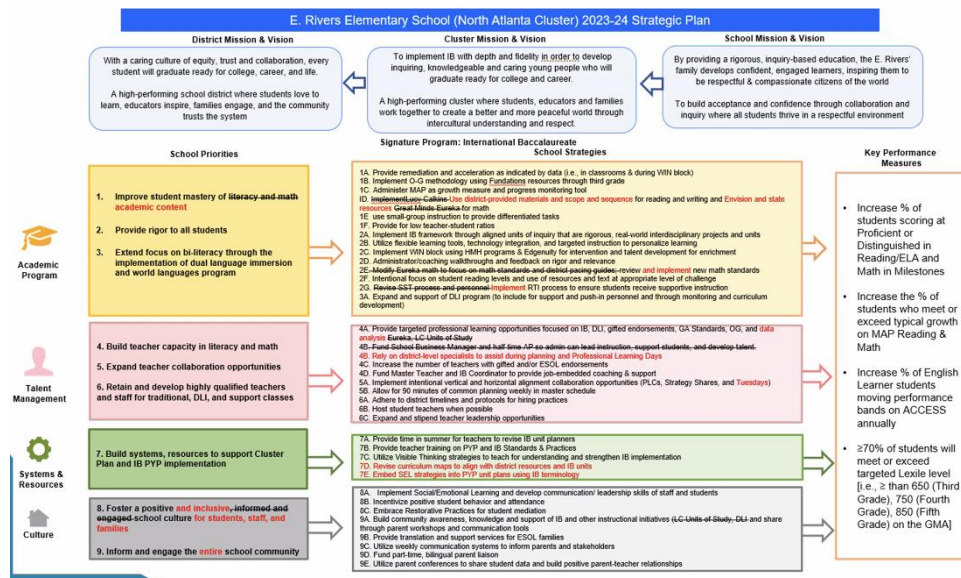 E. Rivers Elementary School (North Atlanta Cluster) 2023-24 Strategic Plan
District Mission & Vision
With a caring culture of equity, trust and collaboration, every
student will graduate ready for college, career, and life.
A high-performing school district where students love to
learn, educators inspire, families engage, and the community
trusts the system
Cluster Mission & Vision
To implement IB with depth and fidelity in order to develop
inquiring, knowledgeable and caring young people who will
graduate ready for college and career.
A high-performing cluster where students, educators and families
work together to create a better and more peaceful world through
intercultural understanding and respect.
School Mission & Vision
By providing a rigorous, inquiry-based education, the E. Rivers'
family develops confident, engaged learners, inspiring them to
be respectful & compassionate citizens of the world
To build acceptance and confidence through collaboration and
inquiry where all students thrive in a respectful environment
Signature Program: International Baccalaureate
School Priorities
School Strategies
Key Performance
Measures
Academic
Program
1. Improve student mastery of literacy and math
academic content
2. Provide rigor to all students
3. Extend focus on bi-literacy through the
implementation of dual language immersion
and world languages program
1A. Provide remediation and acceleration as indicated by data (i.e., in classrooms & during WIN block)
1B. Implement O-G methodology using Fundations resources through third grade
1C. Administer MAP as growth measure and progress monitoring tool
ID. ImplementLucy Calkins Use district-provided materials and scope and sequence for reading and writing and Envision and state
resources Great Minds Eureka for math
1E use small-group instruction to provide differentiated tasks
1F. Provide for low teacher-student ratios
2A. Implement IB framework through aligned units of inquiry that are rigorous, real-world interdisciplinary projects and units
2B. Utilize flexible learning tools, technology integration, and targeted instruction to personalize learning
2C. Implement WIN block using HMH programs & Edgenuity for intervention and talent development for enrichment
2D. Administrator/coaching walkthroughs and feedback on rigor and relevance
2E. Modify Eureka math to focus on math standards and district pacing guides; review and implement new math standards
2F. Intentional focus on student reading levels and use of resources and text at appropriate level of challenge
2G. Revise SST process and personnel Implement RTI process to ensure students receive supportive instruction
3A. Expand and support of DLI program (to include for support and push-in personnel and through monitoring and curriculum
development)
Talent
Management
4. Build teacher capacity in literacy and math
5. Expand teacher collaboration opportunities
6. Retain and develop highly qualified teachers
and staff for traditional, DLI, and support classes
4A. Provide targeted professional learning opportunities focused on IB, DLI, gifted endorsements, GA Standards, OG, and data
analysis Eureka, LC Units of Study
4B. Fund School Business Manager and half time AP so admin can lead instruction, support students, and develop talent.
4B. Rely on district-level specialists to assist during planning and Professional Learning Days
4C. Increase the number of teachers with gifted and/or ESOL endorsements
4D. Fund Master Teacher and IB Coordinator to provide job-embedded coaching & support
5A. Implement intentional vertical and horizontal alignment collaboration opportunities (PLCs, Strategy Shares, and Tuesdays)
5B. Allow for 90 minutes of common planning weekly in master schedule
6A. Adhere to district timelines and protocols for hiring practices
6B. Host student teachers when possible
6C. Expand and stipend teacher leadership opportunities
Systems &
Resources
7. Build systems, resources to support Cluster
Plan and IB PYP implementation
7A. Provide time in summer for teachers to revise IB unit planners
7B. Provide teacher training on PYP and IB Standards & Practices
7C. Utilize Visible Thinking strategies to teach for understanding and strengthen IB implementation
7D. Revise curriculum maps to align with district resources and IB units
7E. Embed SEL strategies into PYP unit plans using IB terminology
Culture
8. Foster a positive and inclusive, informed and
engaged school culture for students, staff, and
families
9. Inform and engage the entire school community
8A. Implement Social/Emotional Learning and develop communication/ leadership skills of staff and students
8B. Incentivize positive student behavior and attendance
8C. Embrace Restorative Practices for student mediation
9A. Build community awareness, knowledge and support of IB and other instructional initiatives (LC Units of Study, DLI and share
through parent workshops and communication tools
9B. Provide translation and support services for ESOL families
9C. Utilize weekly communication systems to inform parents and stakeholders
9D. Fund part-time, bilingual parent liaison
9E. Utilize parent conferences to share student data and build positive parent-teacher relationships
• Increase % of
students scoring at
Proficient or
Distinguished in
Reading/ELA and
Math in Milestones
• Increase the % of
students who meet or
exceed typical growth
on MAP Reading &
Math
• Increase % of English
Learner students
moving performance
bands on ACCESS
annually
• ≥70% of students will
meet or exceed
targeted Lexile level
[i.e., ≥ than 650 (Third
Grade), 750 (Fourth
Grade), 850 (Fifth
Grade) on the GMA]